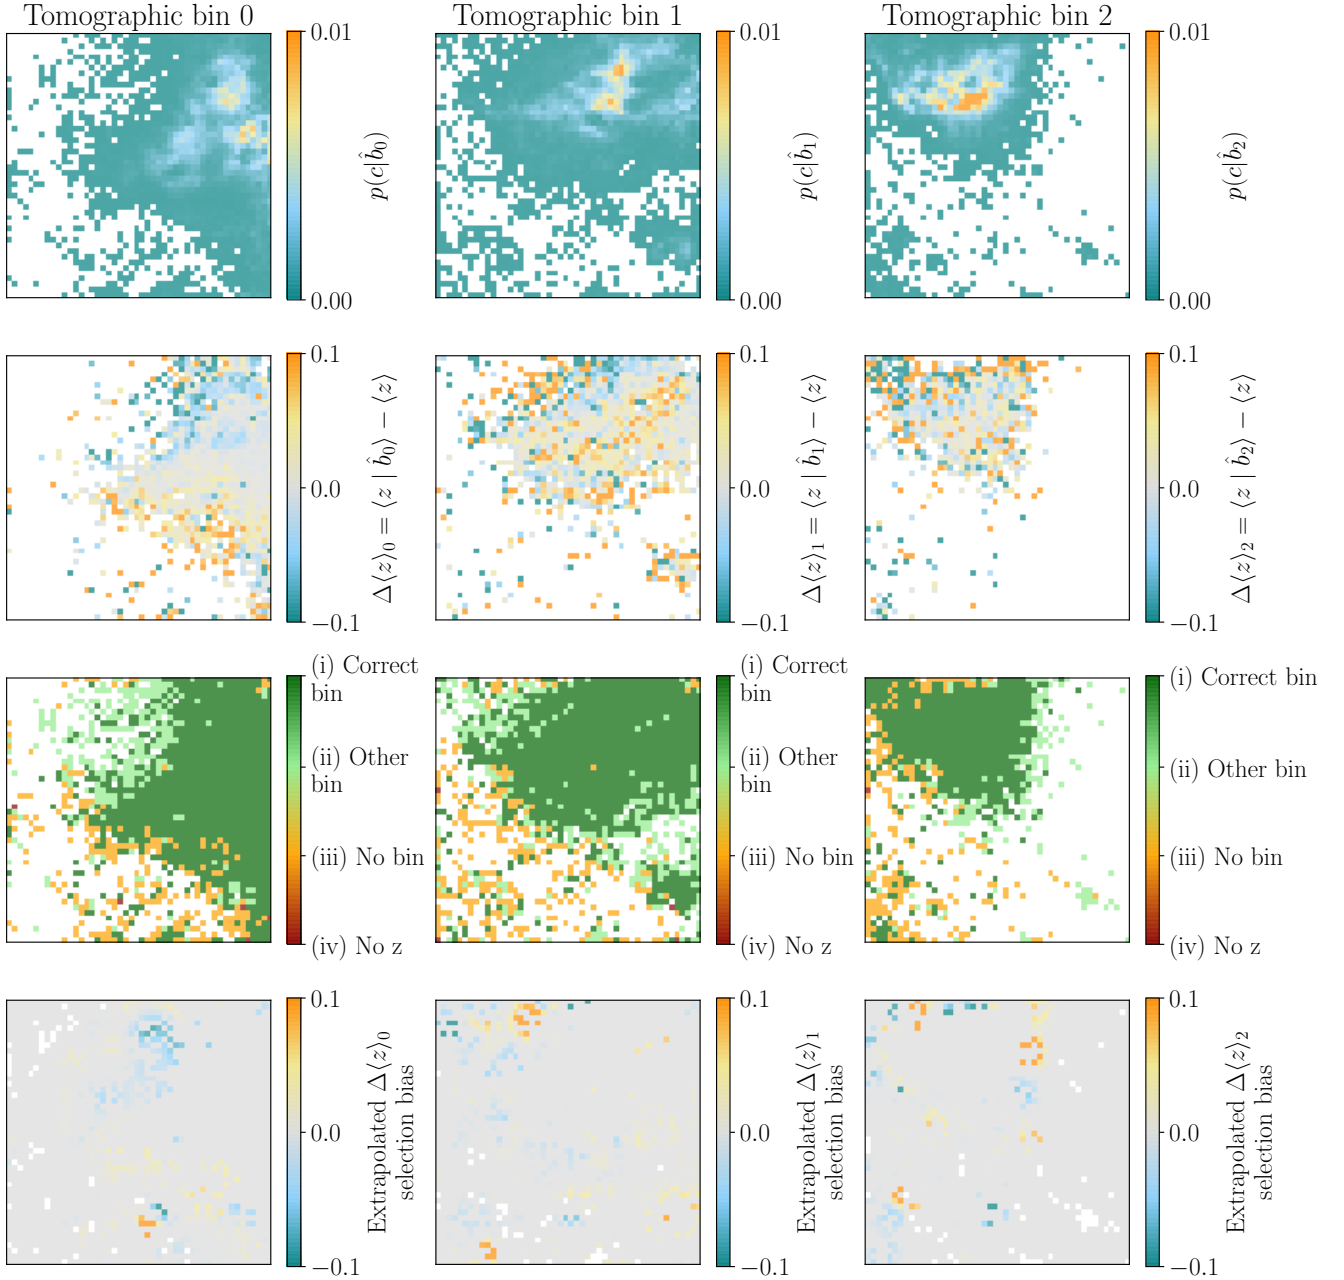 Tomographic bin 0
Tomographic bin 1
Tomographic bin 2
0.01
0.00
p(c|b̂₀)
0.01
0.00
p(c|b̂₁)
0.01
0.00
p(c|b̂₂)
0.1
0.0
−0.1
Δ⟨z⟩₀ = ⟨z | b̂₀⟩ − ⟨z⟩
0.1
0.0
−0.1
Δ⟨z⟩₁ = ⟨z | b̂₁⟩ − ⟨z⟩
0.1
0.0
−0.1
Δ⟨z⟩₂ = ⟨z | b̂₂⟩ − ⟨z⟩
(i) Correct
bin
(ii) Other
bin
(iii) No bin
(iv) No z
(i) Correct
bin
(ii) Other
bin
(iii) No bin
(iv) No z
(i) Correct bin
(ii) Other bin
(iii) No bin
(iv) No z
0.1
0.0
−0.1
Extrapolated Δ⟨z⟩₀
selection bias
0.1
0.0
−0.1
Extrapolated Δ⟨z⟩₁
selection bias
0.1
0.0
−0.1
Extrapolated Δ⟨z⟩₂
selection bias